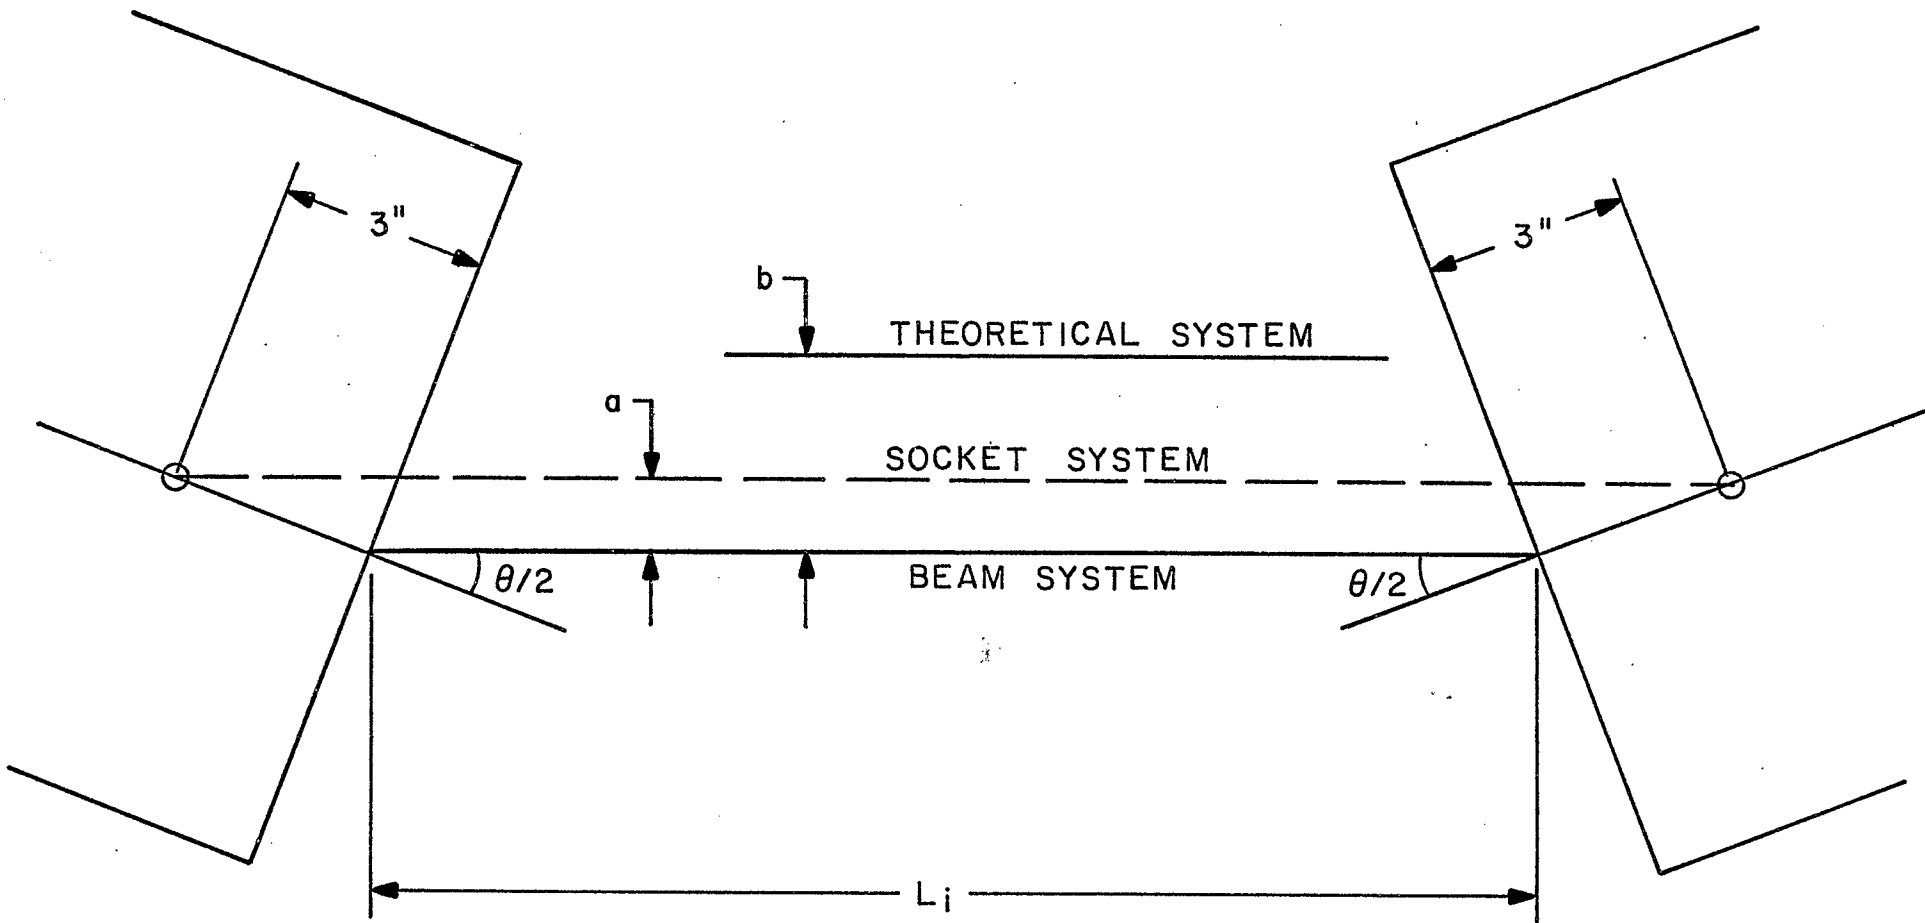 3"
3"
b
THEORETICAL SYSTEM
a
SOCKET SYSTEM
θ/2
BEAM SYSTEM
θ/2
Li